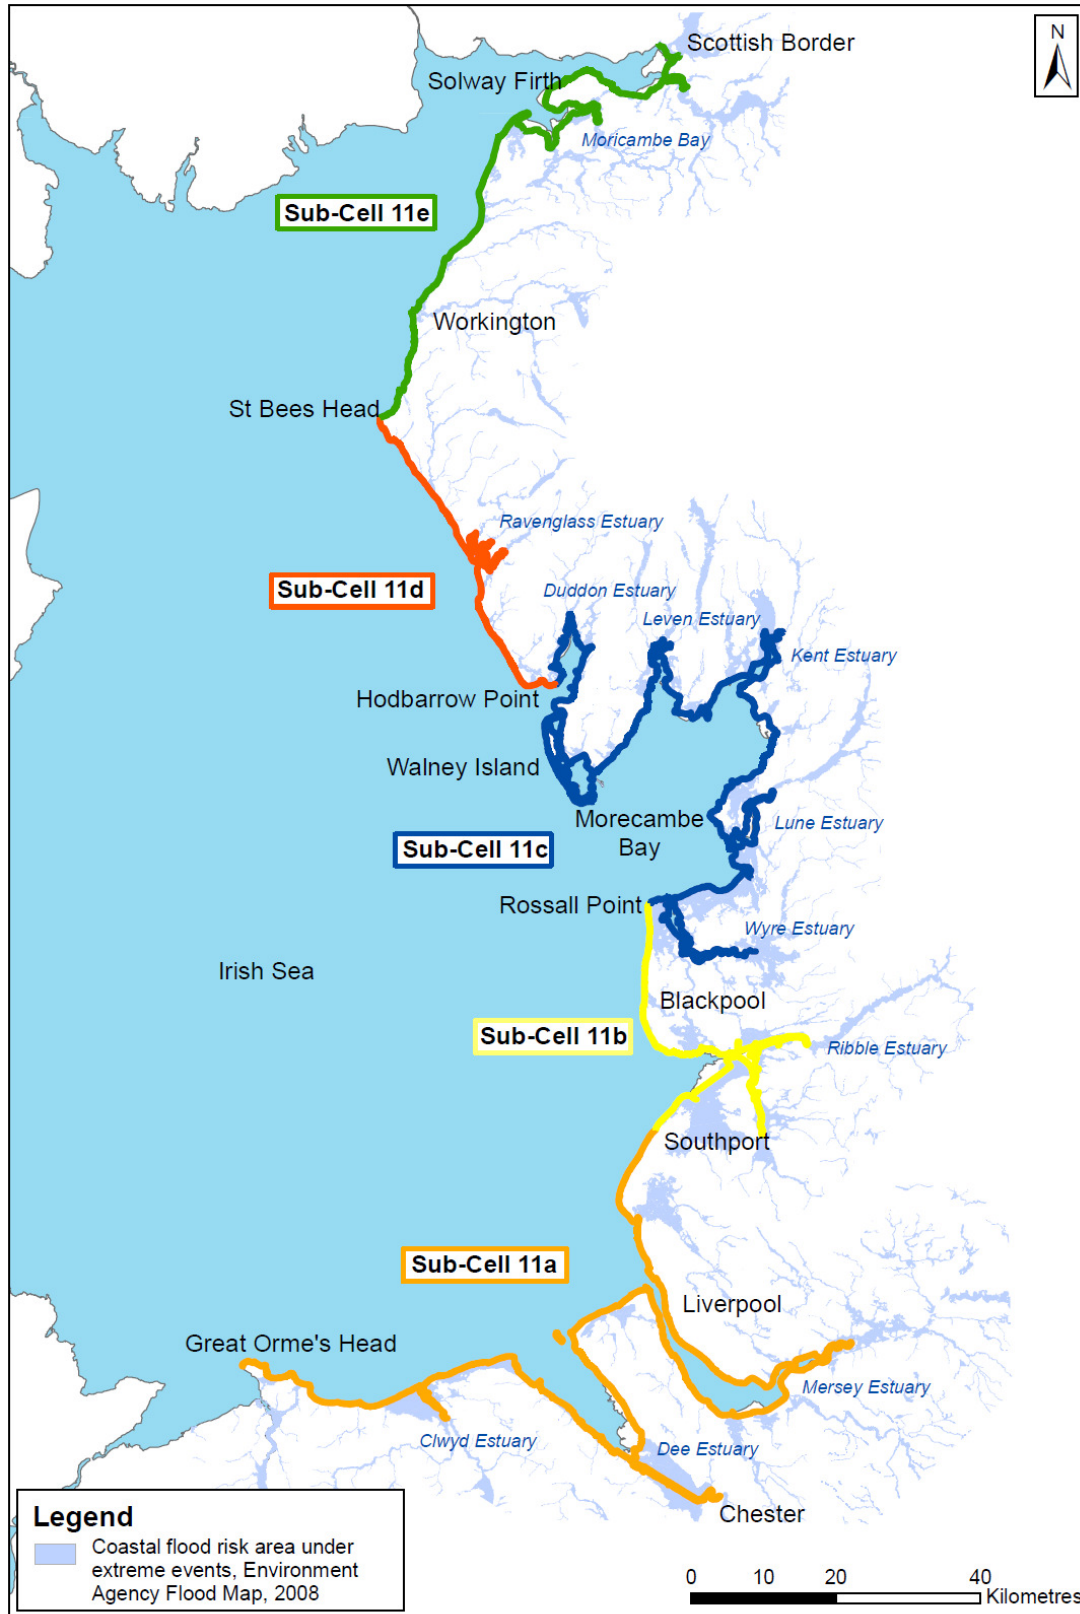 N
Scottish Border
Solway Firth
Moricambe Bay
Sub-Cell 11e
Workington
St Bees Head
Ravenglass Estuary
Sub-Cell 11d
Duddon Estuary
Leven Estuary
Kent Estuary
Hodbarrow Point
Walney Island
Morecambe
Bay
Lune Estuary
Sub-Cell 11c
Rossall Point
Wyre Estuary
Irish Sea
Blackpool
Sub-Cell 11b
Ribble Estuary
Southport
Sub-Cell 11a
Liverpool
Great Orme's Head
Mersey Estuary
Clwyd Estuary
Dee Estuary
Chester
Legend
Coastal flood risk area under
extreme events, Environment
Agency Flood Map, 2008
0 10 20 40
Kilometres